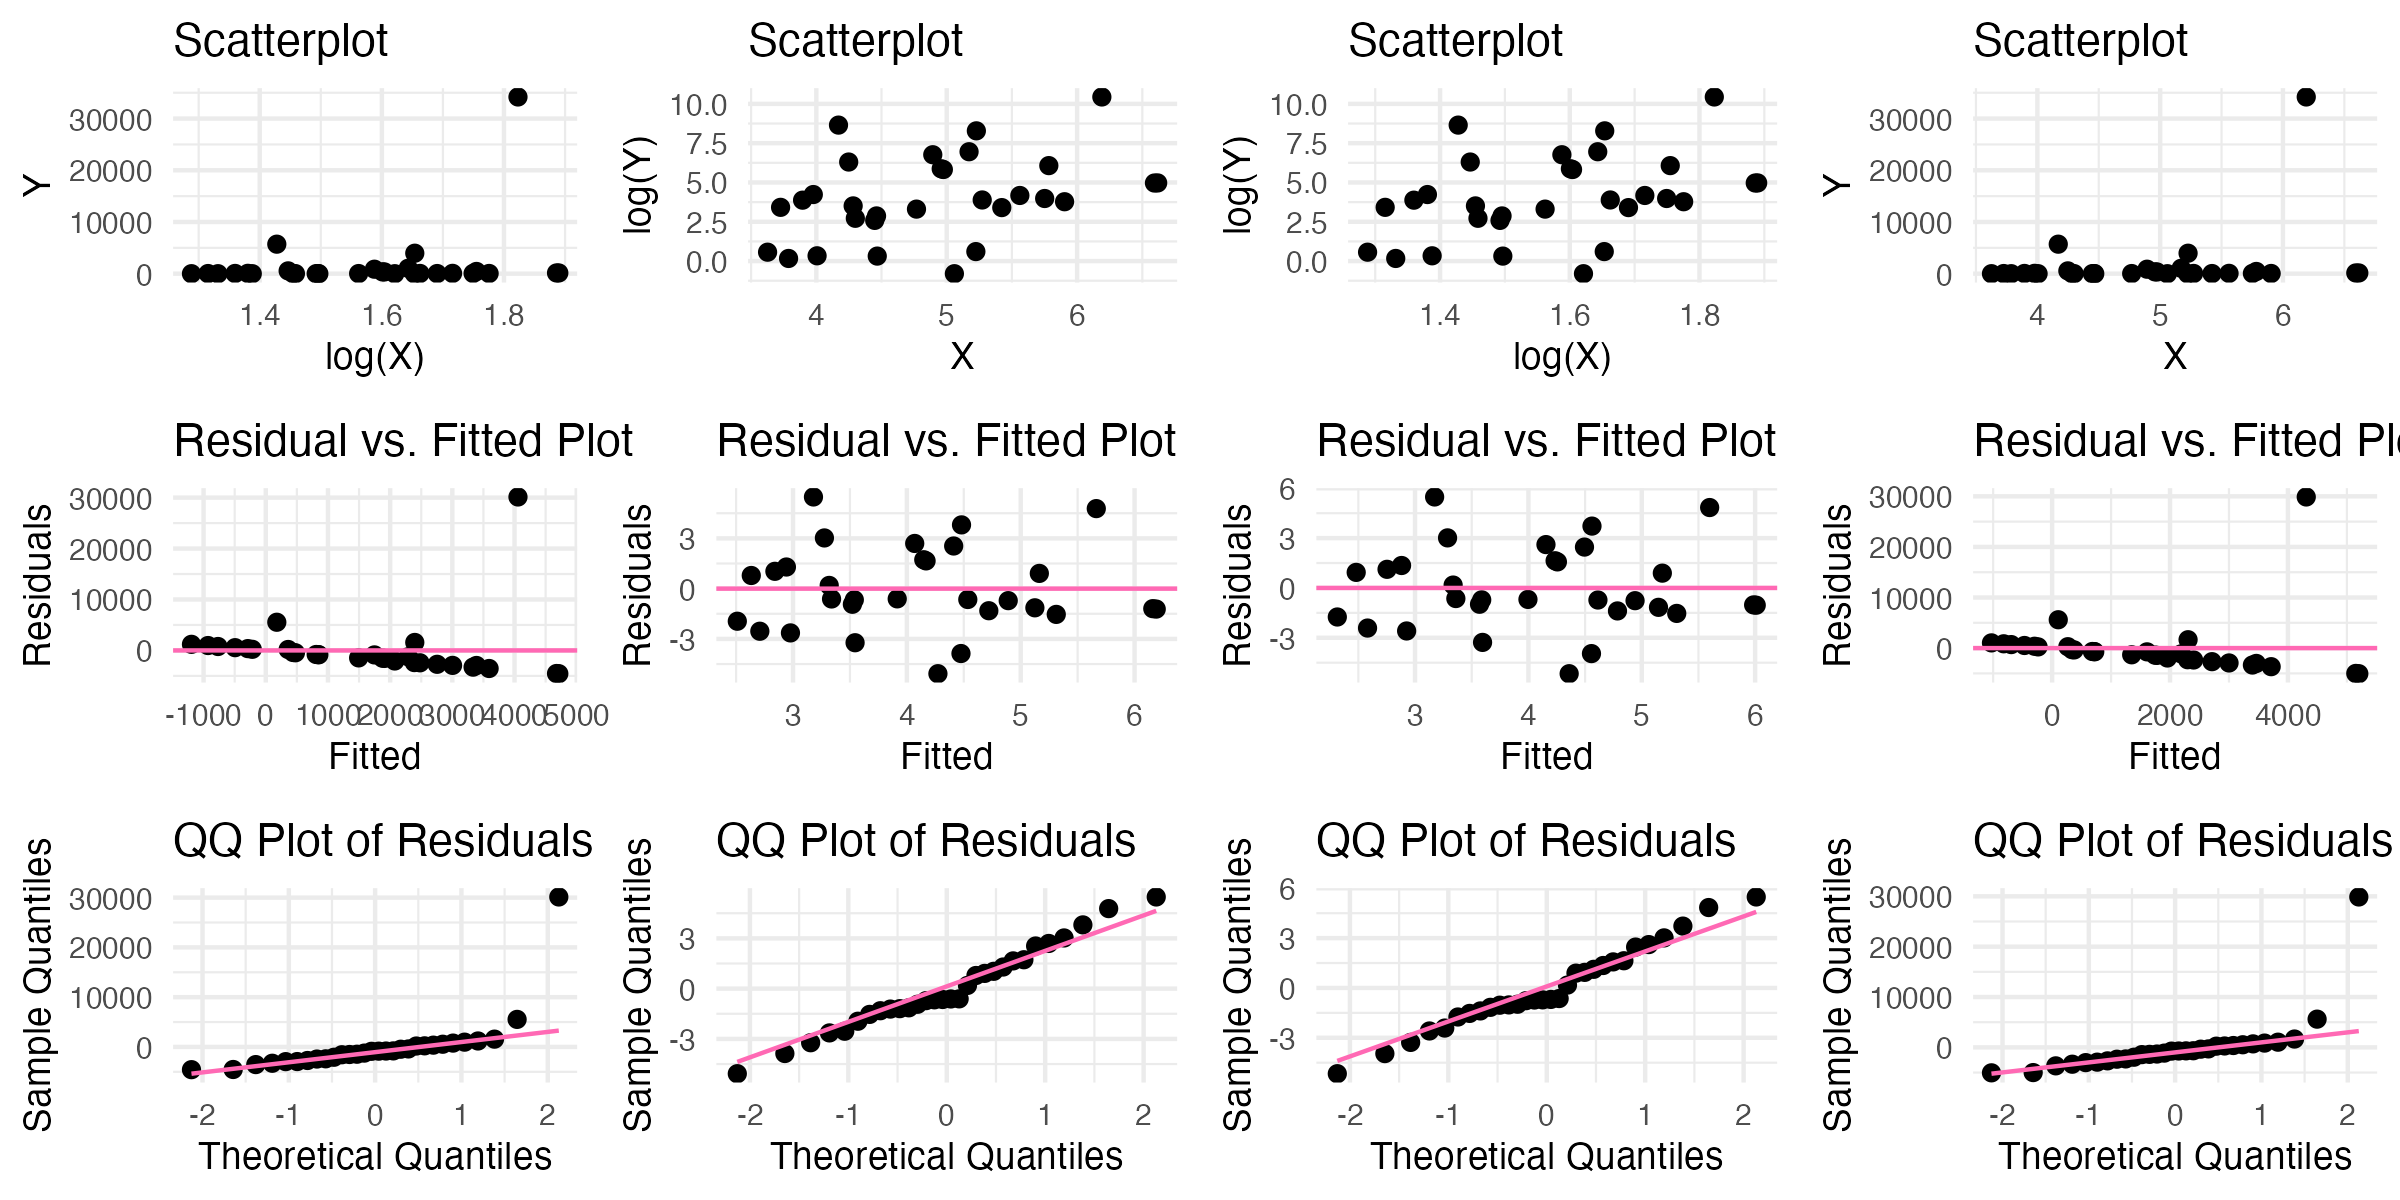 Scatterplot Scatterplot Scatterplot Scatterplot
Y
30000
20000
10000
0
1.4 1.6 1.8
log(X)
log(Y)
10.0
7.5
5.0
2.5
0.0
4 5 6
X
log(Y)
10.0
7.5
5.0
2.5
0.0
1.4 1.6 1.8
log(X)
Y
30000
20000
10000
0
4 5 6
X
Residual vs. Fitted Plot Residual vs. Fitted Plot Residual vs. Fitted Plot Residual vs. Fitted Pl
Residuals
30000
20000
10000
0
-1000 0 1000 2000 3000 4000 5000
Fitted
Residuals
3
0
-3
3 4 5 6
Fitted
Residuals
6
3
0
-3
3 4 5 6
Fitted
Residuals
30000
20000
10000
0
0 2000 4000
Fitted
QQ Plot of Residuals QQ Plot of Residuals QQ Plot of Residuals QQ Plot of Residuals
Sample Quantiles
30000
20000
10000
0
-2 -1 0 1 2
Theoretical Quantiles
Sample Quantiles
3
0
-3
-2 -1 0 1 2
Theoretical Quantiles
Sample Quantiles
6
3
0
-3
-2 -1 0 1 2
Theoretical Quantiles
Sample Quantiles
30000
20000
10000
0
-2 -1 0 1 2
Theoretical Quantiles